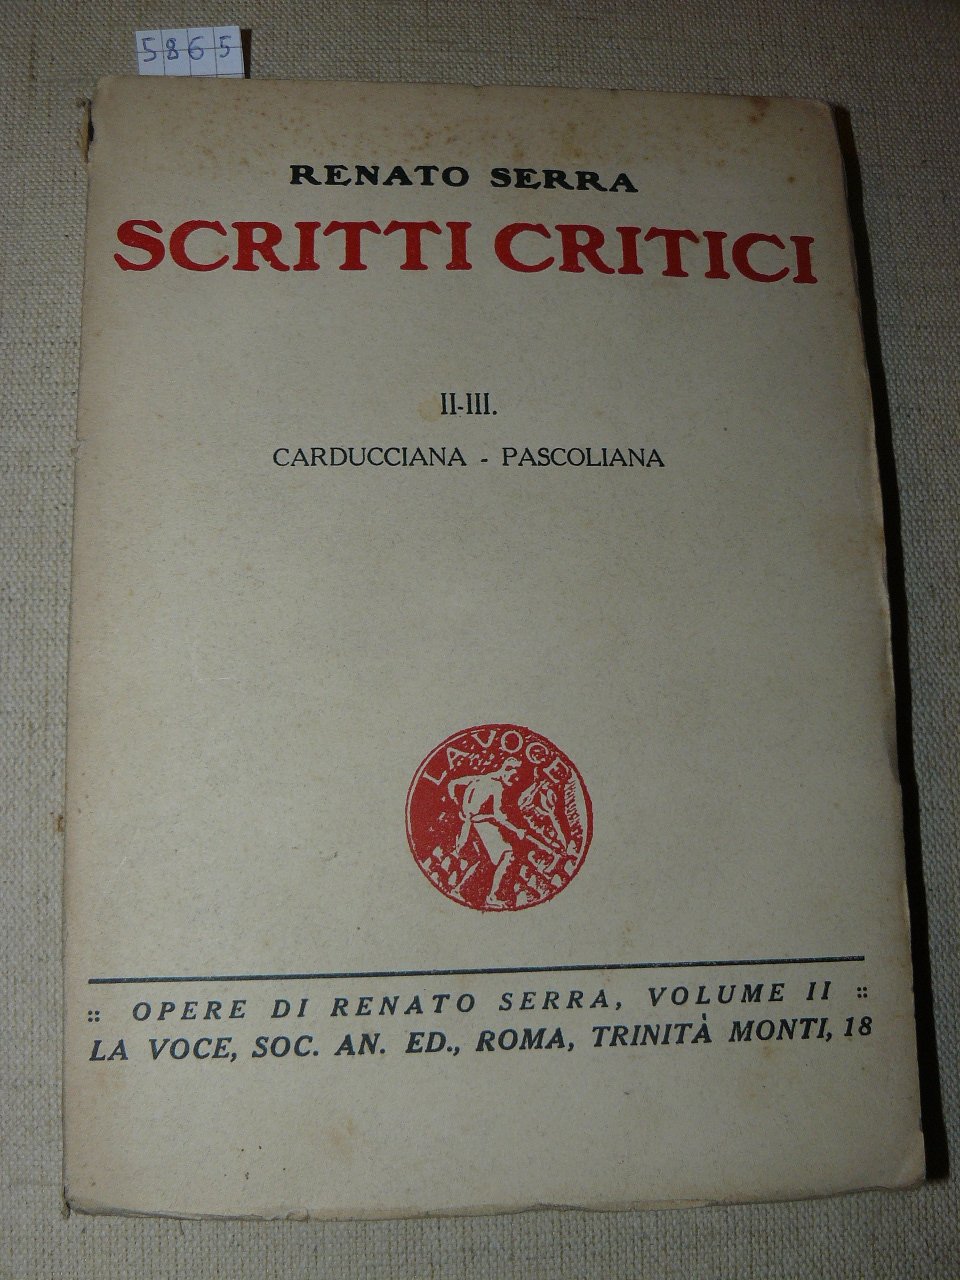 5865
RENATO SERRA
SCRITTI CRITICI
II-III.
CARDUCCIANA - PASCOLIANA
LA VOCE
:: OPERE DI RENATO SERRA, VOLUME II ::
LA VOCE, SOC. AN. ED., ROMA, TRINITÀ MONTI, 18